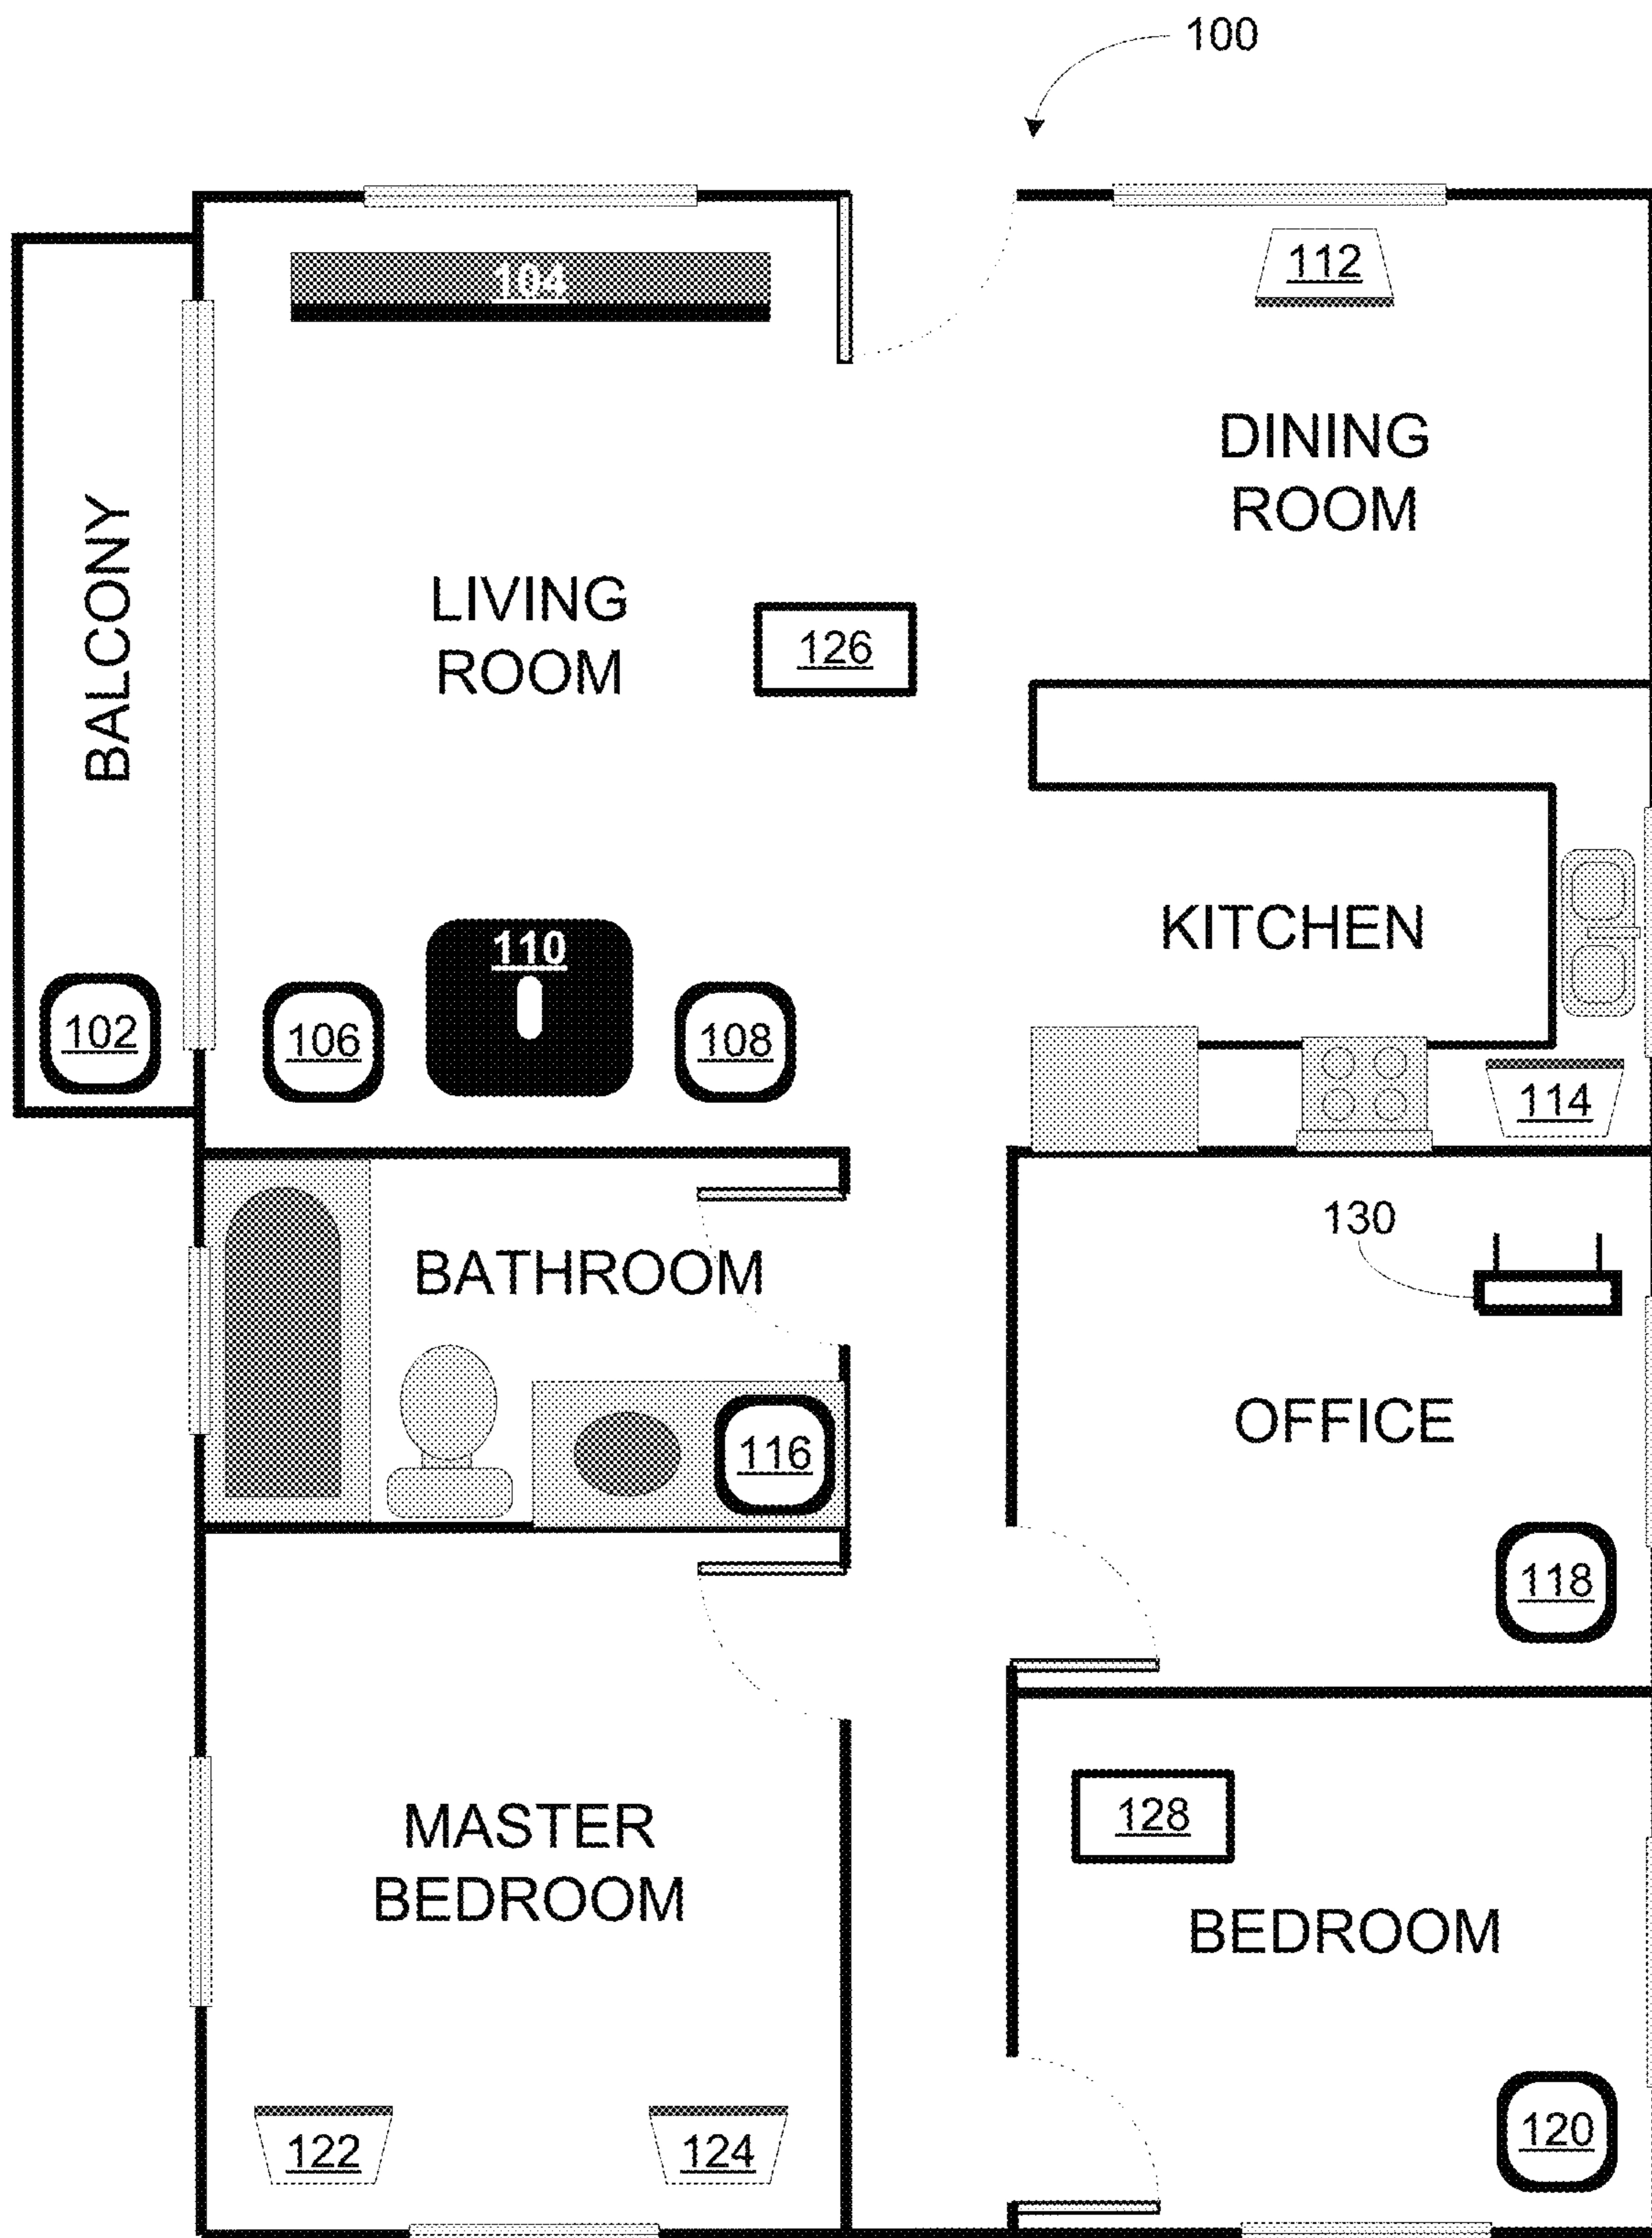 100
104
112
DINING
ROOM
BALCONY
LIVING
ROOM
126
KITCHEN
110
102
106
108
114
130
BATHROOM
OFFICE
116
118
128
MASTER
BEDROOM
BEDROOM
122
124
120